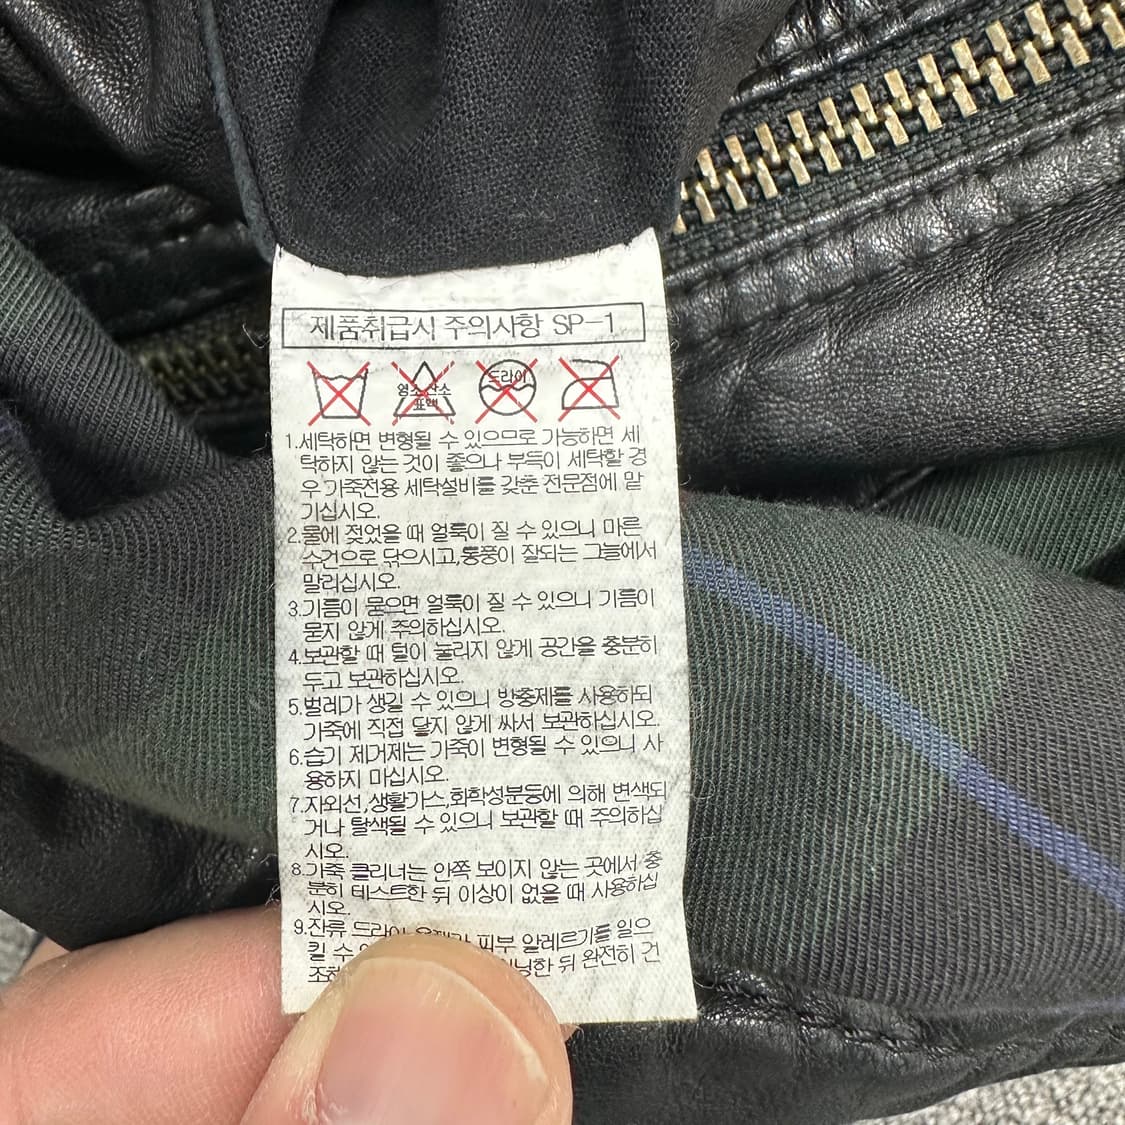 제품취급시 주의사항 SP-1
염소 산소
표백
드라이
1.세탁하면 변형될 수 있으므로 가능하면 세
탁하지 않는 것이 좋으나 부득이 세탁할 경
우 가죽전용 세탁설비를 갖춘 전문점에 맡
기십시오.
2.물에 젖었을 때 얼룩이 질 수 있으니 마른
수건으로 닦으시고,통풍이 잘되는 그늘에서
말리십시오.
3.기름이 묻으면 얼룩이 질 수 있으니 기름이
묻지 않게 주의하십시오.
4.보관할 때 털이 눌리지 않게 공간을 충분히
두고 보관하십시오.
5.벌레가 생길 수 있으니 방충제를 사용하되
가죽에 직접 닿지 않게 싸서 보관하십시오.
6.습기 제거제는 가죽이 변형될 수 있으니 사
용하지 마십시오.
7.자외선,생활가스,화학성분등에 의해 변색되
거나 탈색될 수 있으니 보관할 때 주의하십
시오.
8.가죽 클리너는 안쪽 보이지 않는 곳에서 충
분히 테스트한 뒤 이상이 없을 때 사용하십
시오.
9.잔류 드라이 피부 알레르기를 일으
킬 수 뒤 완전히 건